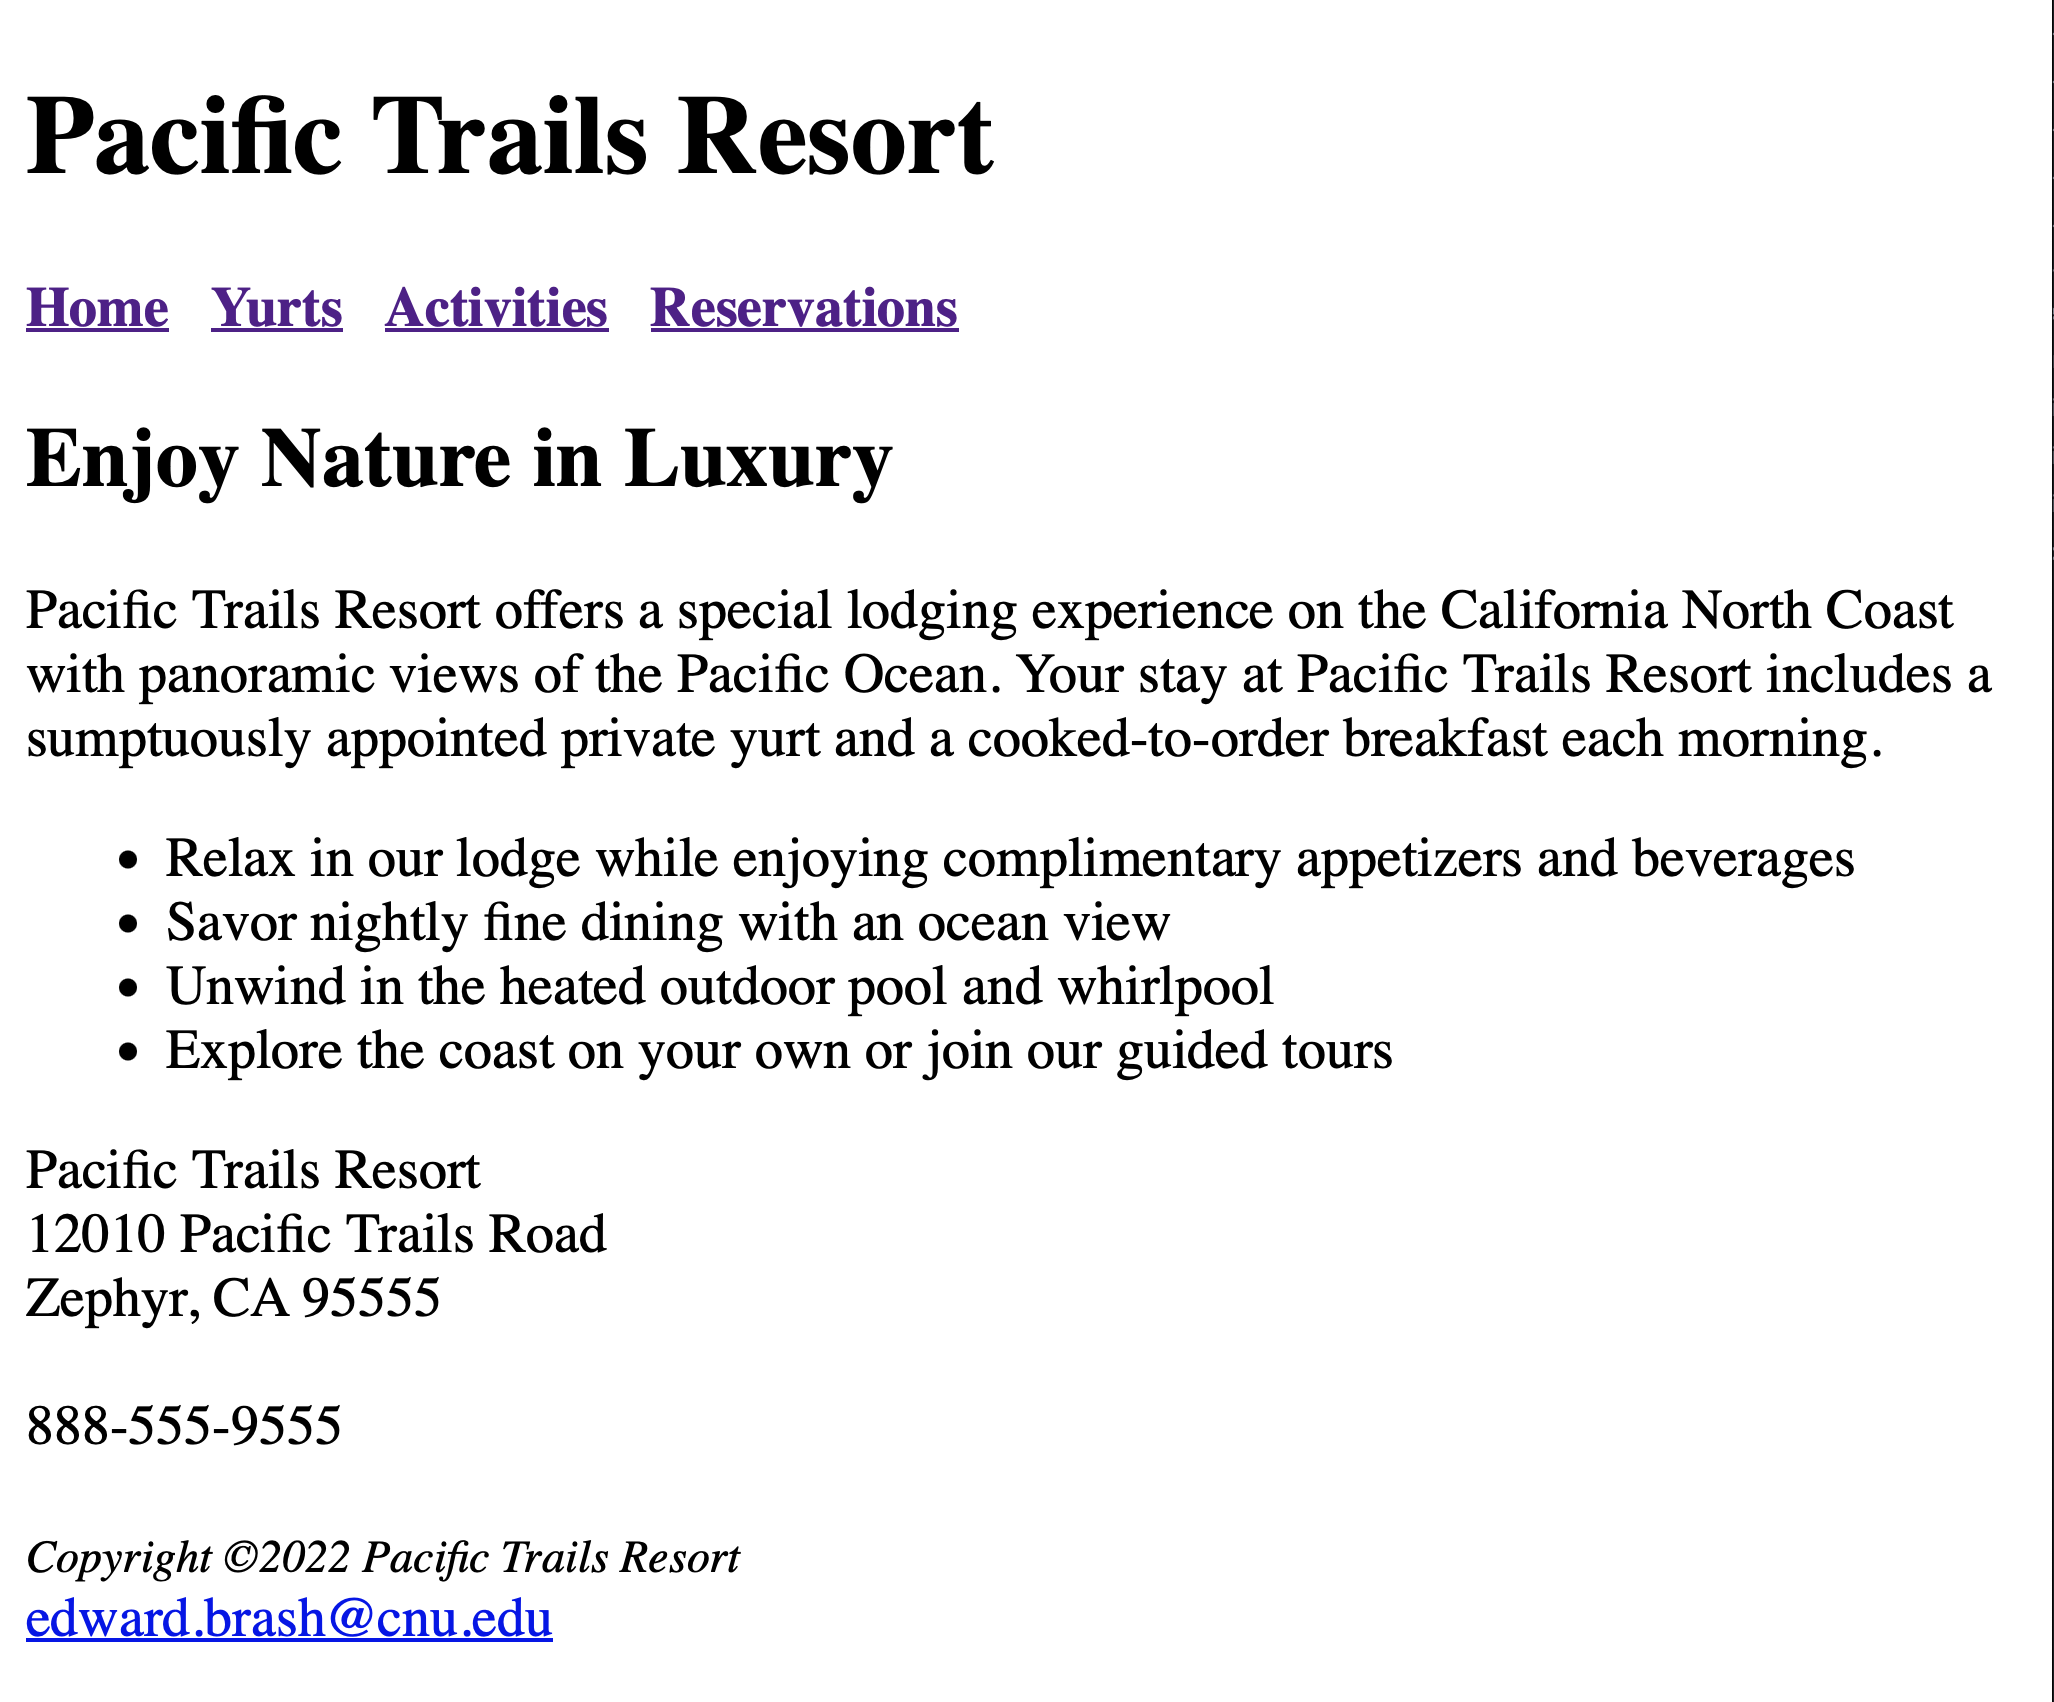 Pacific Trails Resort
Home Yurts Activities Reservations
Enjoy Nature in Luxury
Pacific Trails Resort offers a special lodging experience on the California North Coast
with panoramic views of the Pacific Ocean. Your stay at Pacific Trails Resort includes a
sumptuously appointed private yurt and a cooked-to-order breakfast each morning.
• Relax in our lodge while enjoying complimentary appetizers and beverages
• Savor nightly fine dining with an ocean view
• Unwind in the heated outdoor pool and whirlpool
• Explore the coast on your own or join our guided tours
Pacific Trails Resort
12010 Pacific Trails Road
Zephyr, CA 95555
888-555-9555
Copyright ©2022 Pacific Trails Resort
edward.brash@cnu.edu